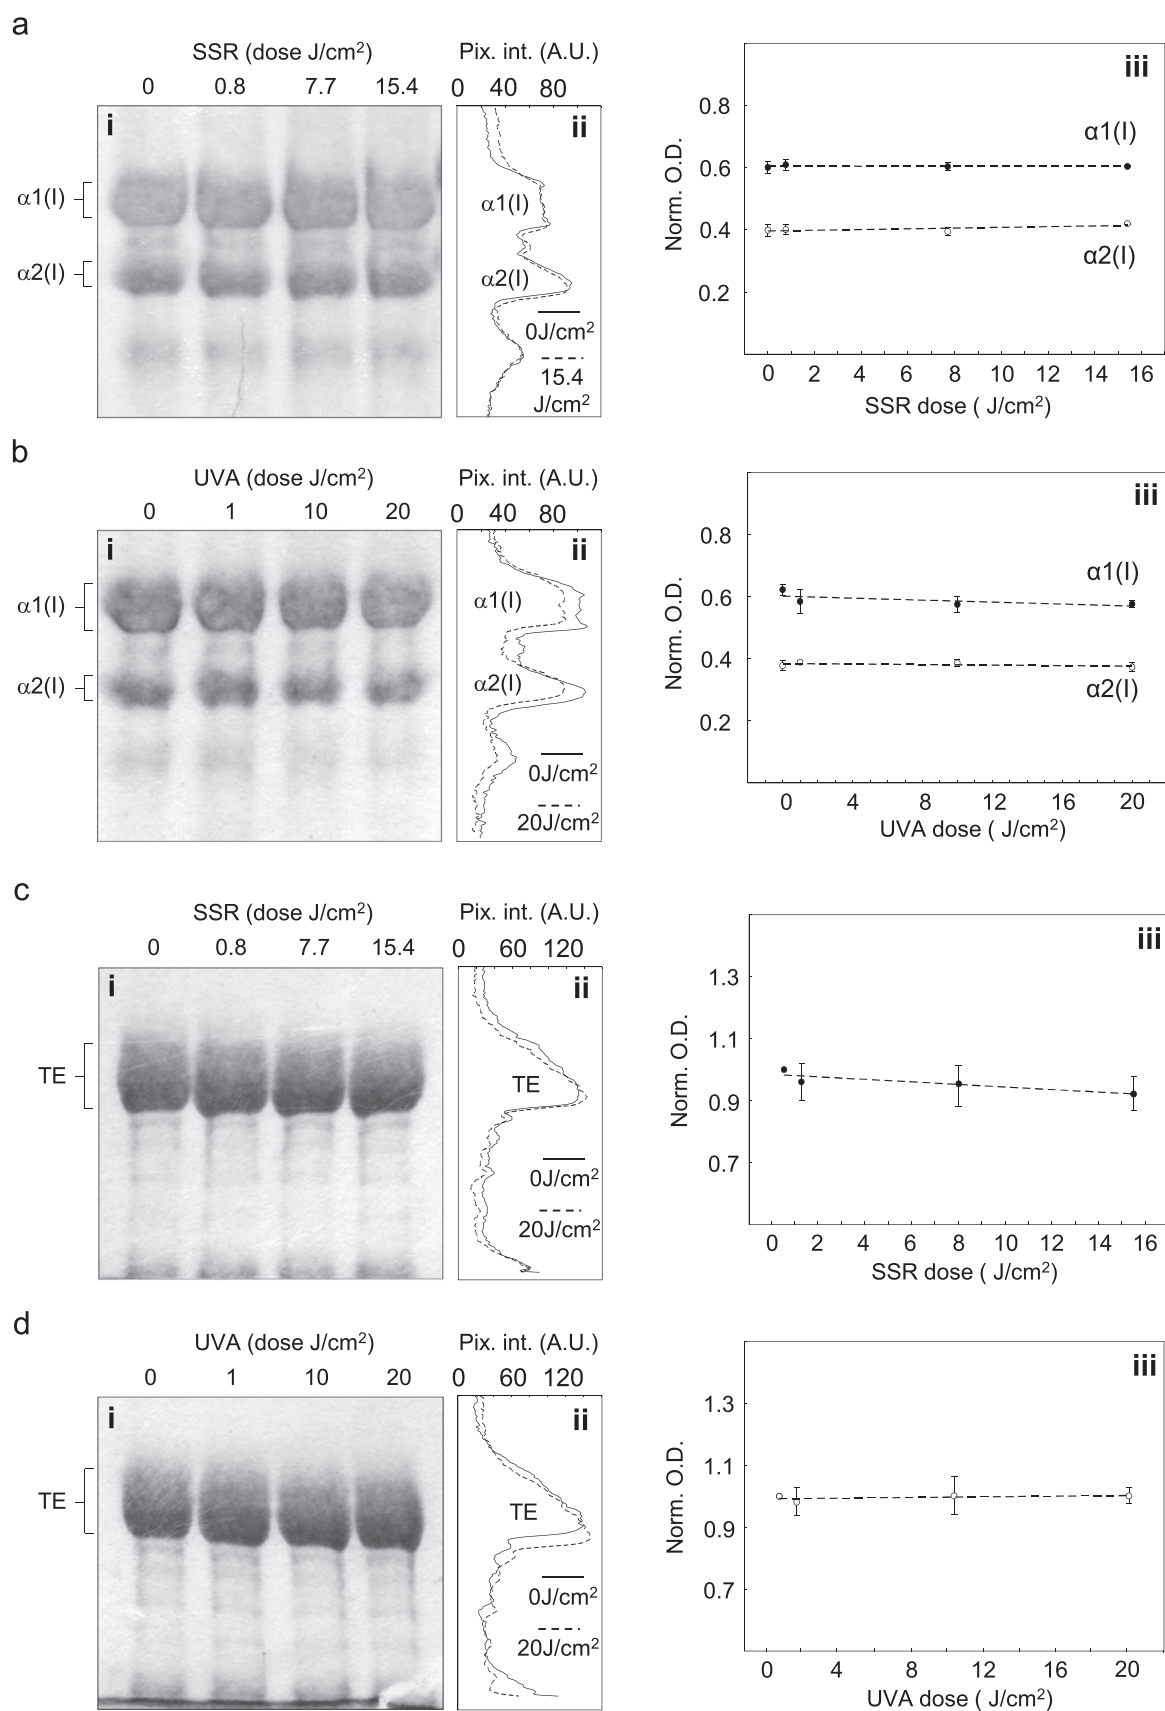 a
SSR (dose J/cm²)
0 0.8 7.7 15.4
i
α1(I)
α2(I)
Pix. int. (A.U.)
0 40 80
ii
α1(I)
α2(I)
0J/cm²
15.4
J/cm²
iii
0.8
0.6
0.4
0.2
Norm. O.D.
α1(I)
α2(I)
0 2 4 6 8 10 12 14 16
SSR dose ( J/cm²)
b
UVA (dose J/cm²)
0 1 10 20
i
α1(I)
α2(I)
Pix. int. (A.U.)
0 40 80
ii
α1(I)
α2(I)
0J/cm²
20J/cm²
iii
0.8
0.6
0.4
0.2
Norm. O.D.
α1(I)
α2(I)
0 4 8 12 16 20
UVA dose ( J/cm²)
c
SSR (dose J/cm²)
0 0.8 7.7 15.4
i
TE
Pix. int. (A.U.)
0 60 120
ii
TE
0J/cm²
20J/cm²
iii
1.3
1.1
0.9
0.7
Norm. O.D.
0 2 4 6 8 10 12 14 16
SSR dose ( J/cm²)
d
UVA (dose J/cm²)
0 1 10 20
i
TE
Pix. int. (A.U.)
0 60 120
ii
TE
0J/cm²
20J/cm²
iii
1.3
1.1
0.9
0.7
Norm. O.D.
0 4 8 12 16 20
UVA dose ( J/cm²)